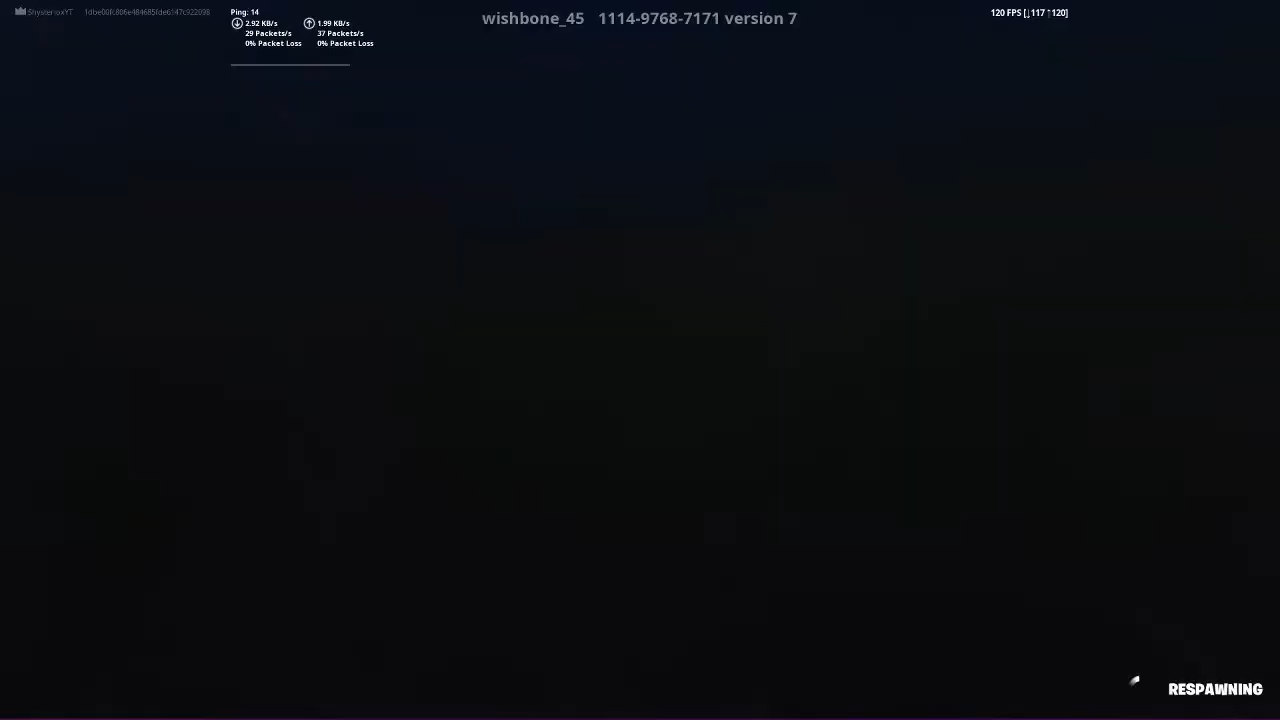 ShysterioxYT
Ping: 14
2.92 KB/s 1.99 KB/s
29 Packets/s 37 Packets/s
0% Packet Loss 0% Packet Loss
wishbone_45 1114-9768-7171 version 7
120 FPS [↓117 ↑120]
RESPAWNING